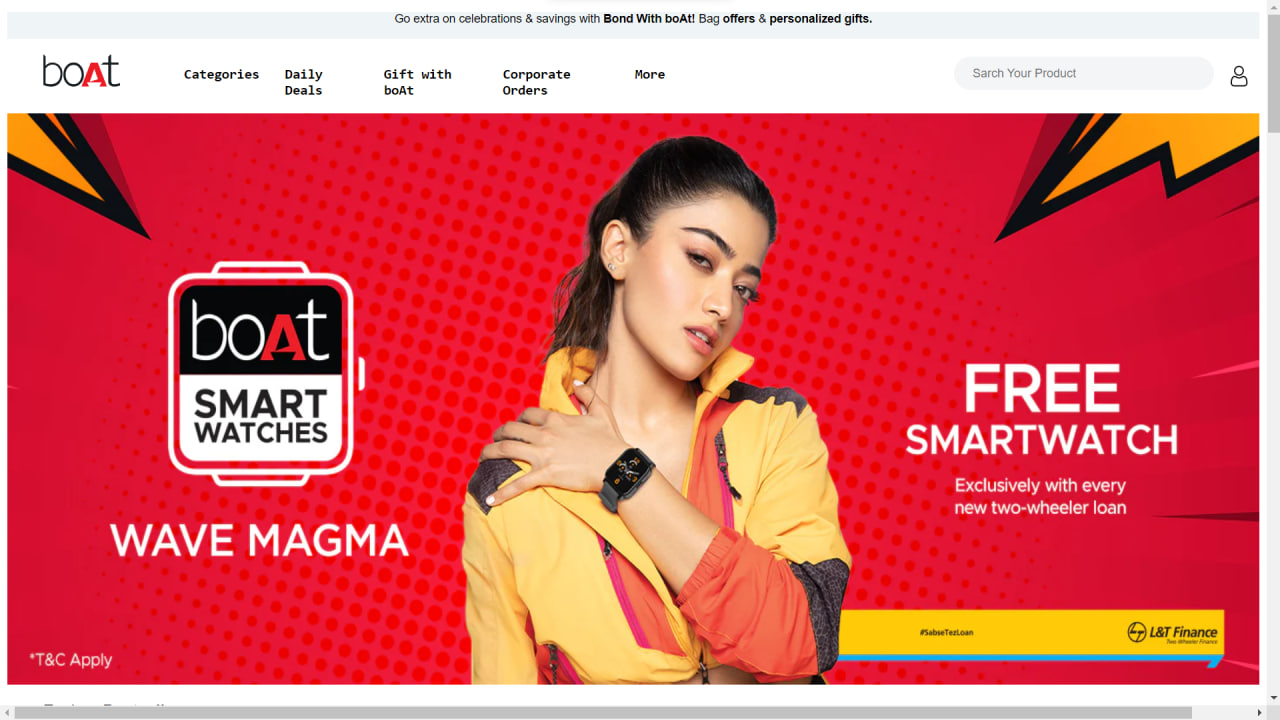 Go extra on celebrations & savings with Bond With boAt! Bag offers & personalized gifts.
boAt
Categories
Daily Deals
Gift with boAt
Corporate Orders
More
Sarch Your Product
boAt
SMART
WATCHES
WAVE MAGMA
*T&C Apply
FREE
SMARTWATCH
Exclusively with every
new two-wheeler loan
#SabseTezLoan
L&T Finance
Two-Wheeler Finance